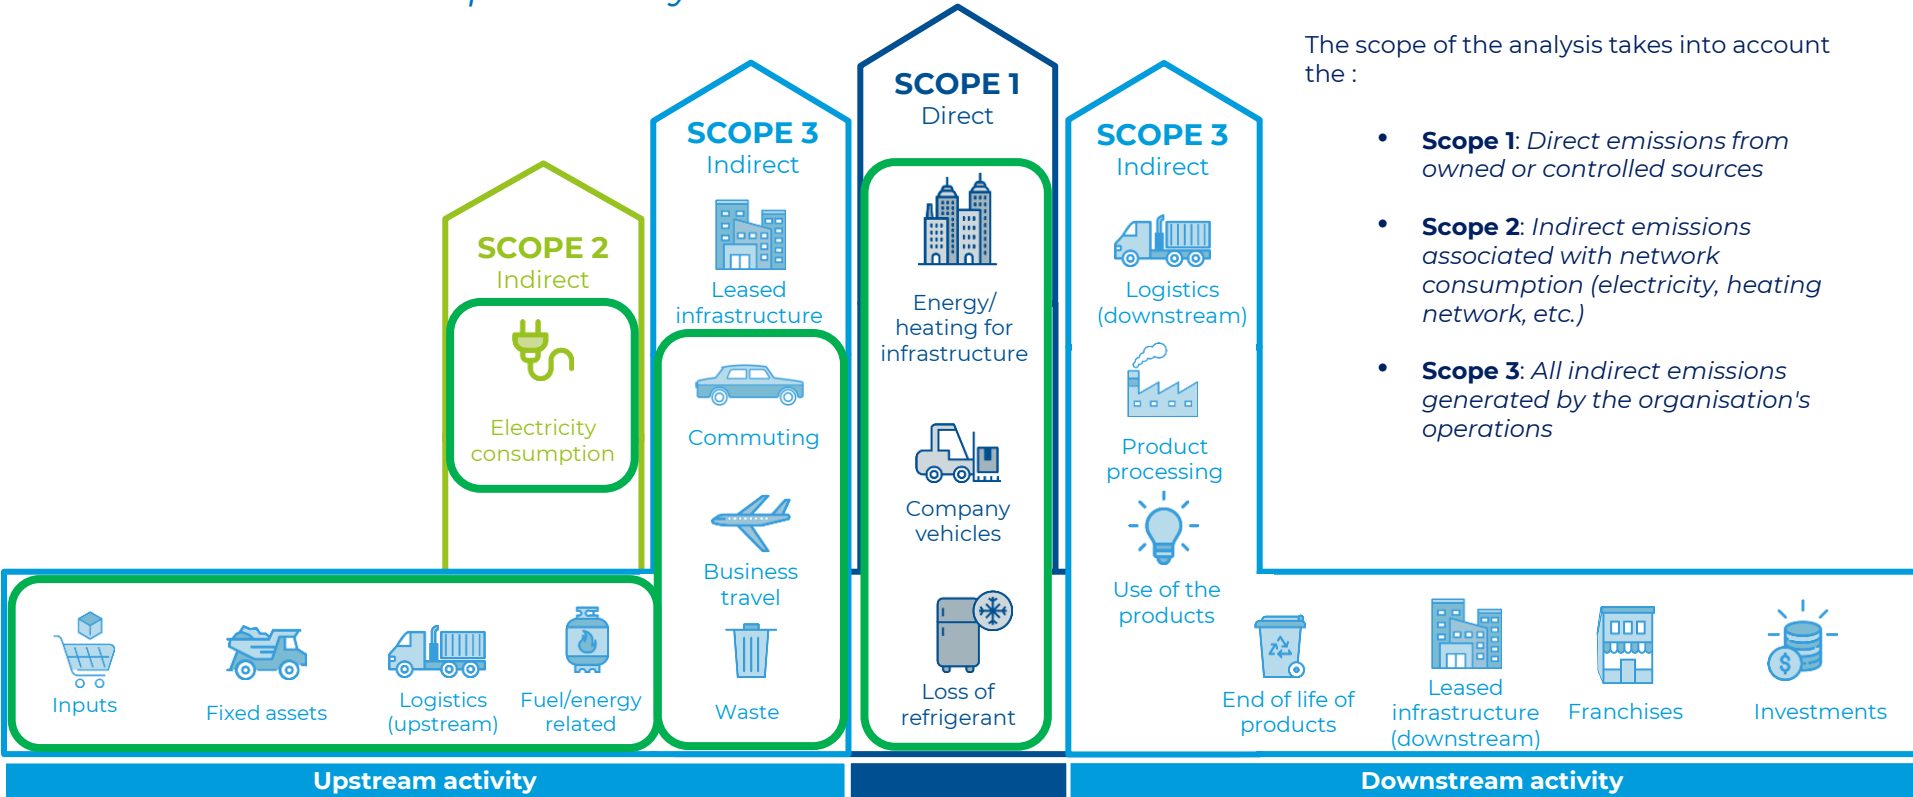 SCOPE 1
Direct
SCOPE 3
Indirect
SCOPE 3
Indirect
SCOPE 2
Indirect
Leased
infrastructure
Energy/
heating for
infrastructure
Logistics
(downstream)
Electricity
consumption
Commuting
Product
processing
Company
vehicles
Business
travel
Use of the
products
Inputs
Fixed assets
Logistics
(upstream)
Fuel/energy
related
Waste
Loss of
refrigerant
End of life of
products
Leased
infrastructure
(downstream)
Franchises
$
Investments
Upstream activity
Downstream activity
The scope of the analysis takes into account
the :
• Scope 1: Direct emissions from
owned or controlled sources
• Scope 2: Indirect emissions
associated with network
consumption (electricity, heating
network, etc.)
• Scope 3: All indirect emissions
generated by the organisation's
operations